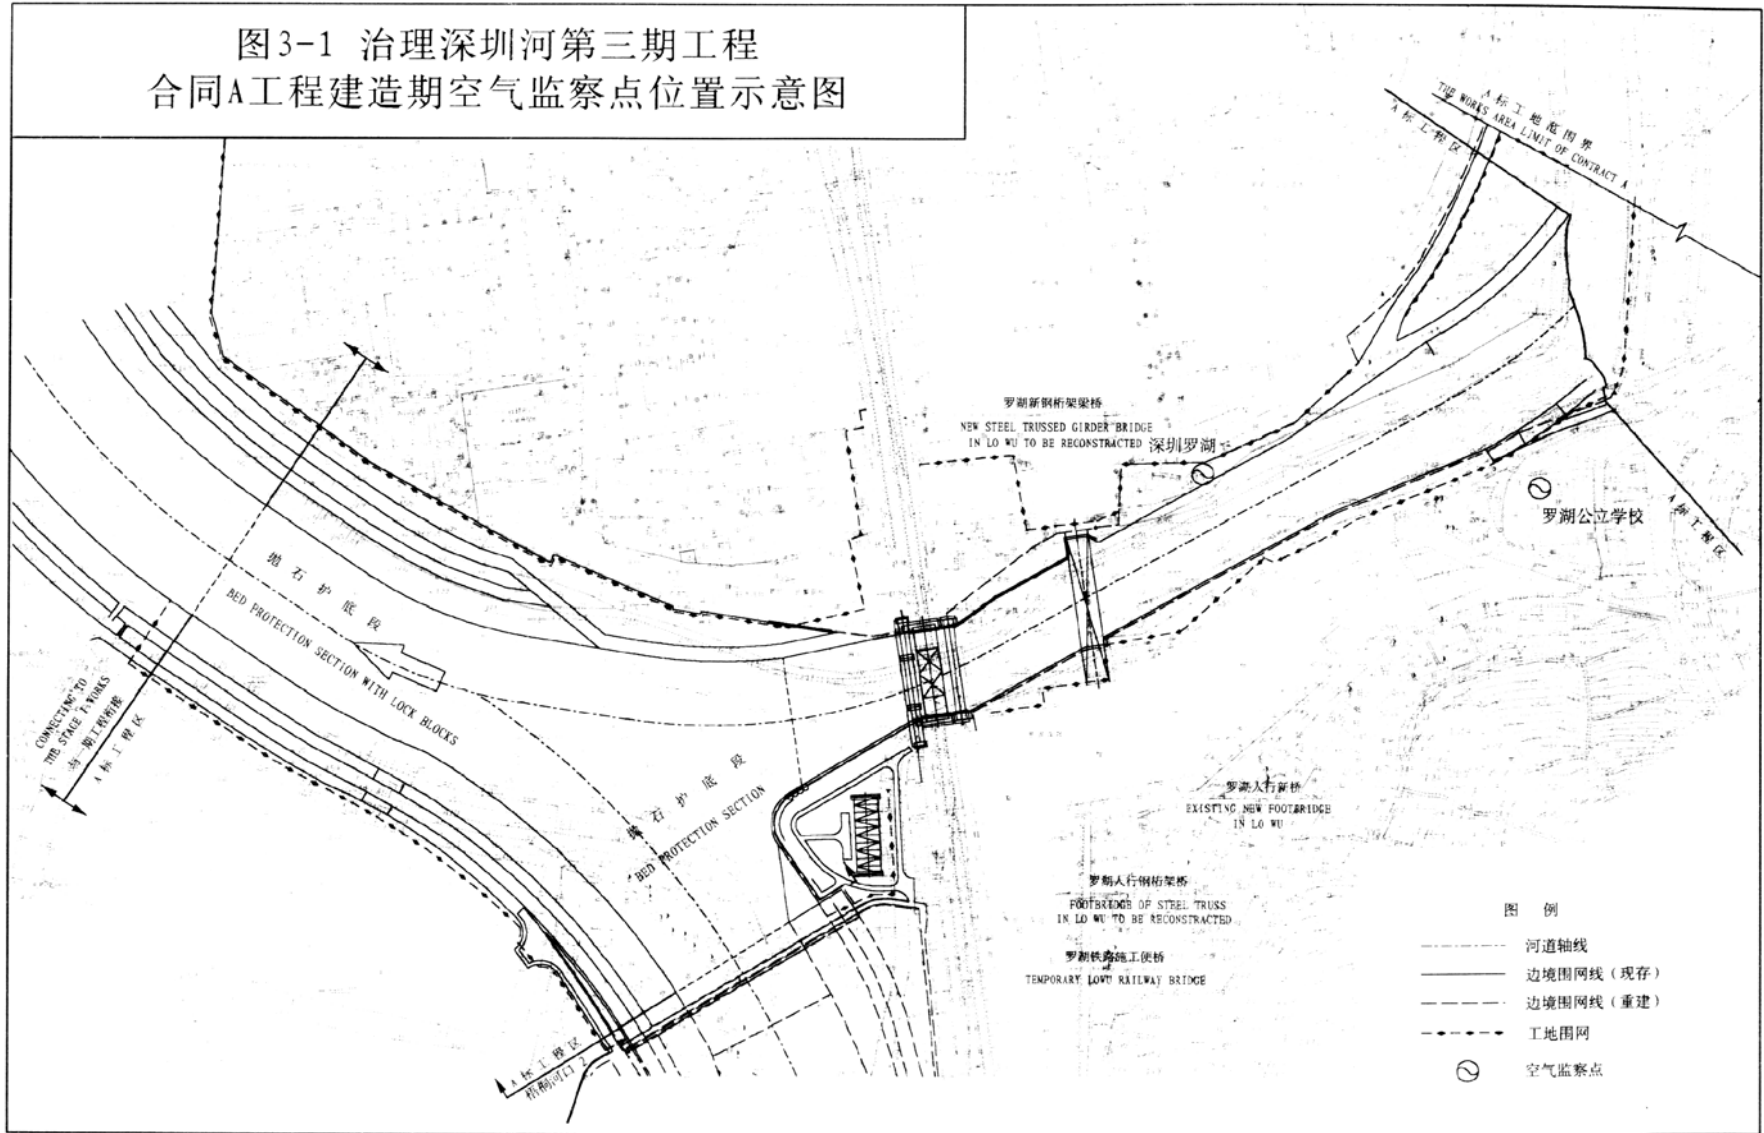 图3-1 治理深圳河第三期工程
合同A工程建造期空气监察点位置示意图
A 标 工 地 范 围 界
THE WORKS AREA LIMIT OF CONTRACT A
A 标 工 程 区
罗湖新钢桁架梁桥
NEW STEEL TRUSSED GIRDER BRIDGE
IN LO WU TO BE RECONSTRACTED
深圳罗湖
罗湖公立学校
A 标 工 程 区
抛 石 护 底 段
BED PROTECTION SECTION WITH LOCK BLOCKS
CONNECTING TO
THE STAGE I WORKS
与一期工程衔接
A 标 工 程 区
抛 石 护 底 段
BED PROTECTION SECTION
罗湖人行新桥
EXISTING NEW FOOTBRIDGE
IN LO WU
罗湖人行钢桁架桥
FOOTBRIDGE OF STEEL TRUSS
IN LO WU TO BE RECONSTRACTED
罗湖铁路施工便桥
TEMPORARY LOWU RAILWAY BRIDGE
A 标 工 程 区
梧桐河口 2
图 例
河道轴线
边境围网线（现存）
边境围网线（重建）
工地围网
空气监察点